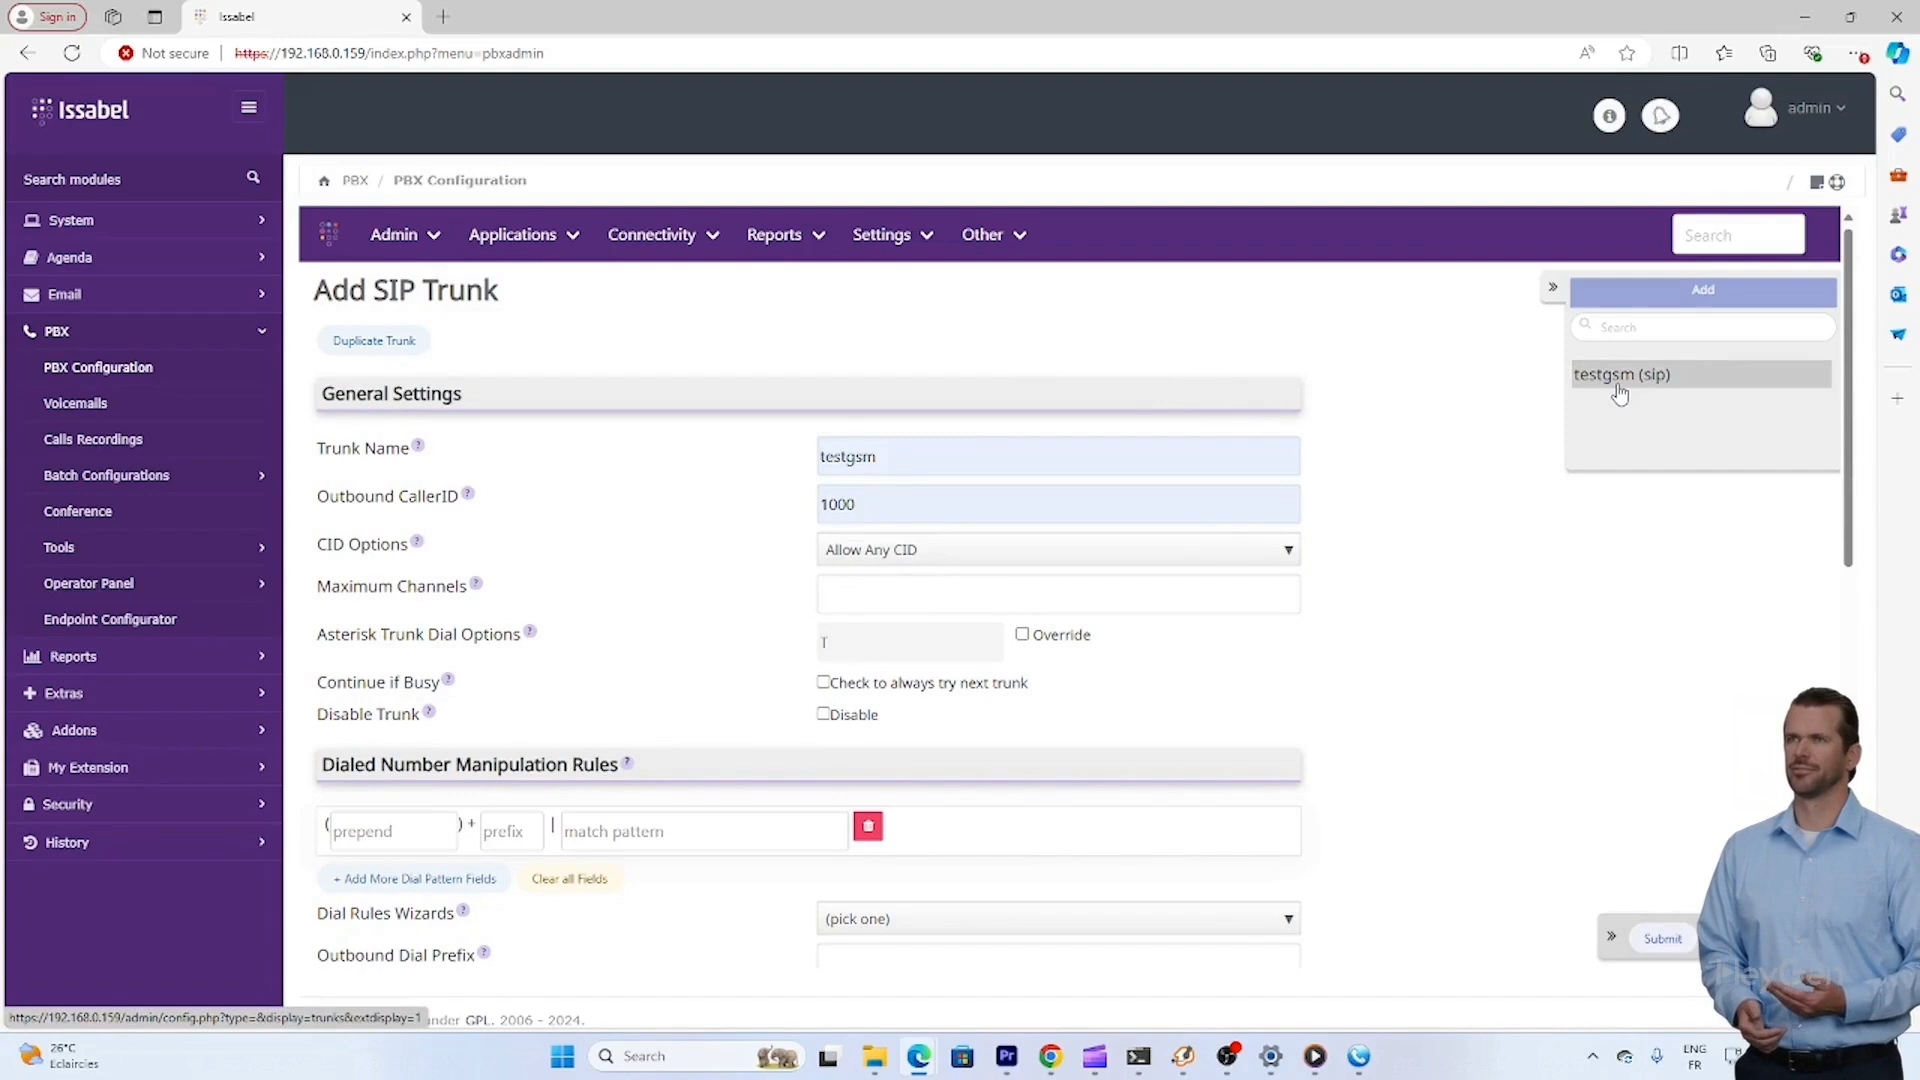 Sign in
Issabel
Not secure
https://192.168.0.159/index.php?menu=pbxadmin
Issabel
admin
Search modules
System
Agenda
Email
PBX
PBX Configuration
Voicemails
Calls Recordings
Batch Configurations
Conference
Tools
Operator Panel
Endpoint Configurator
Reports
Extras
Addons
My Extension
Security
History
PBX / PBX Configuration /
Admin
Applications
Connectivity
Reports
Settings
Other
Search
Add SIP Trunk
Duplicate Trunk
General Settings
Trunk Name ?
testgsm
Outbound CallerID ?
1000
CID Options ?
Allow Any CID
Maximum Channels ?
Asterisk Trunk Dial Options ?
T
Override
Continue if Busy ?
Check to always try next trunk
Disable Trunk ?
Disable
Dialed Number Manipulation Rules ?
( prepend ) + prefix | match pattern
+ Add More Dial Pattern Fields
Clear all Fields
Dial Rules Wizards ?
(pick one)
Outbound Dial Prefix ?
Add
Search
testgsm (sip)
Submit
HeyGen
https://192.168.0.159/admin/config.php?type=&display=trunks&extdisplay=1
under GPL. 2006 - 2024.
26°C
Eclaircies
Search
Pr
ENG
FR